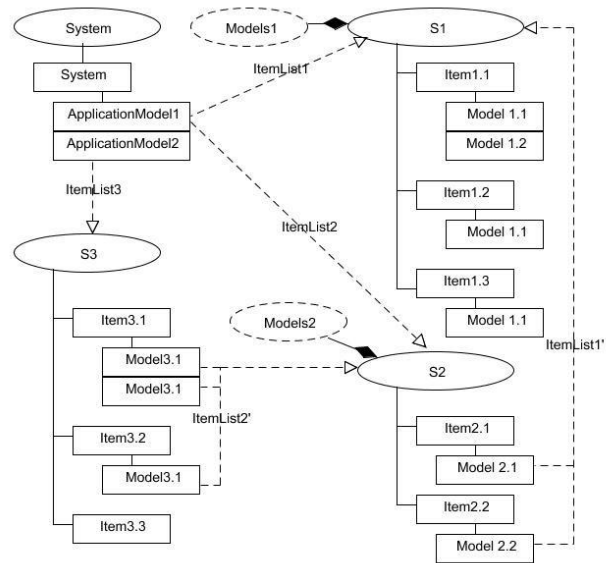 System
Models1
S1
System
ItemList1
Item1.1
ApplicationModel1
Model 1.1
ApplicationModel2
Model 1.2
ItemList3
Item1.2
ItemList2
Model 1.1
S3
Item1.3
Item3.1
Models2
Model 1.1
ItemList1'
Model3.1
S2
Model3.1
ItemList2'
Item2.1
Item3.2
Model 2.1
Model3.1
Item2.2
Item3.3
Model 2.2